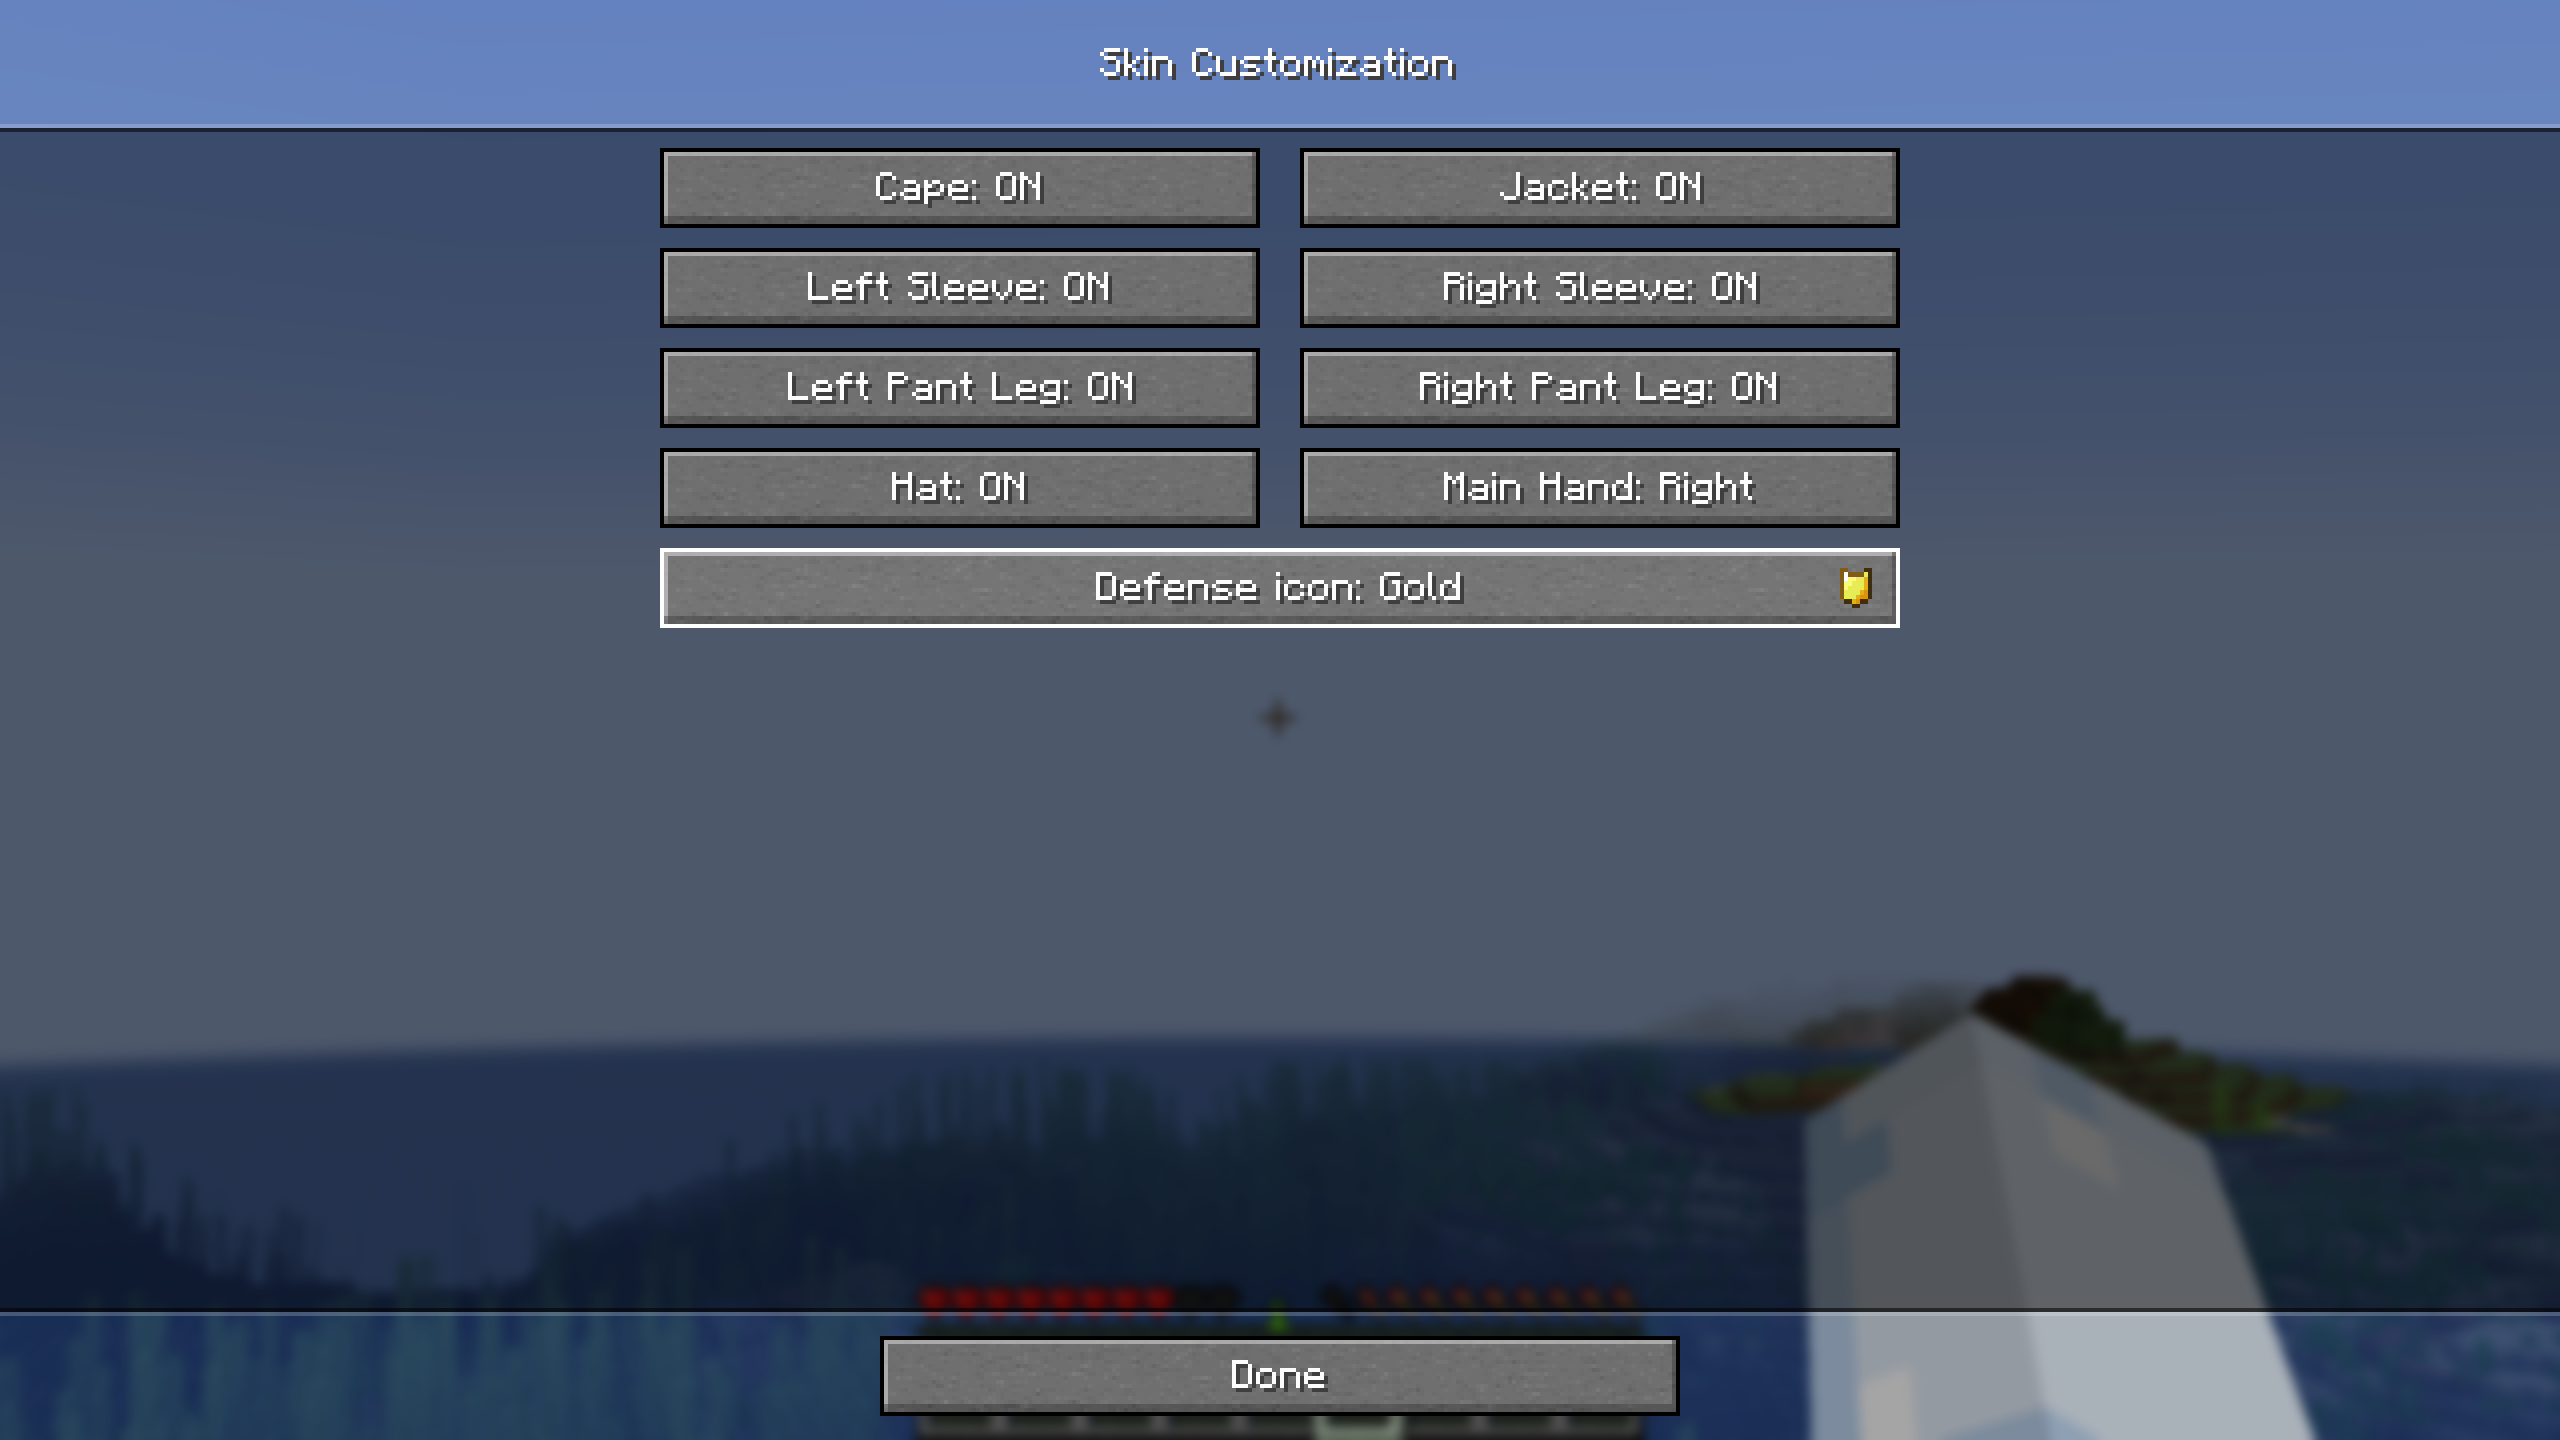 Skin Customization
Cape: ON
Jacket: ON
Left Sleeve: ON
Right Sleeve: ON
Left Pant Leg: ON
Right Pant Leg: ON
Hat: ON
Main Hand: Right
Defense icon: Gold
Done